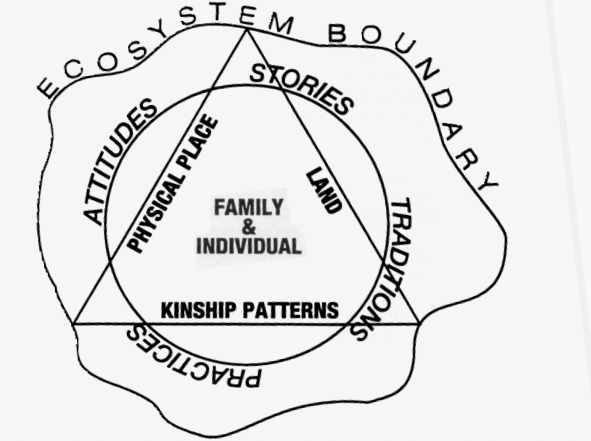 ECOSYSTEM BOUNDARY
STORIES
ATTITUDES
PHYSICAL PLACE
LAND
TRADITIONS
FAMILY
&
INDIVIDUAL
KINSHIP PATTERNS
PRACTICES